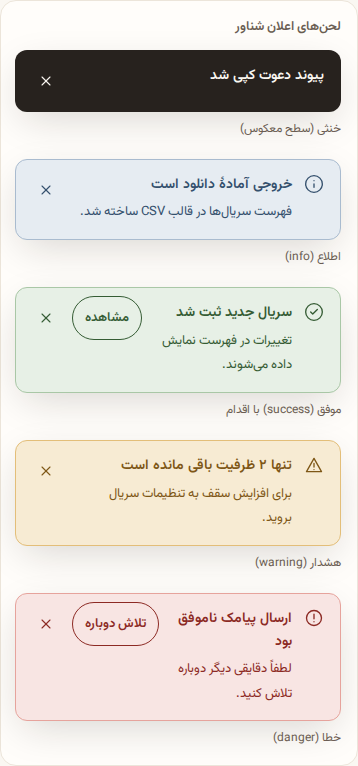 لحن‌های اعلان شناور
پیوند دعوت کپی شد
خنثی (سطح معکوس)
خروجی آمادهٔ دانلود است
فهرست سریال‌ها در قالب CSV ساخته شد.
اطلاع (info)
سریال جدید ثبت شد
مشاهده
تغییرات در فهرست نمایش
داده می‌شوند.
موفق (success) با اقدام
تنها ۲ ظرفیت باقی مانده است
برای افزایش سقف به تنظیمات سریال
بروید.
هشدار (warning)
ارسال پیامک ناموفق
بود
تلاش دوباره
لطفاً دقایقی دیگر دوباره
تلاش کنید.
خطا (danger)